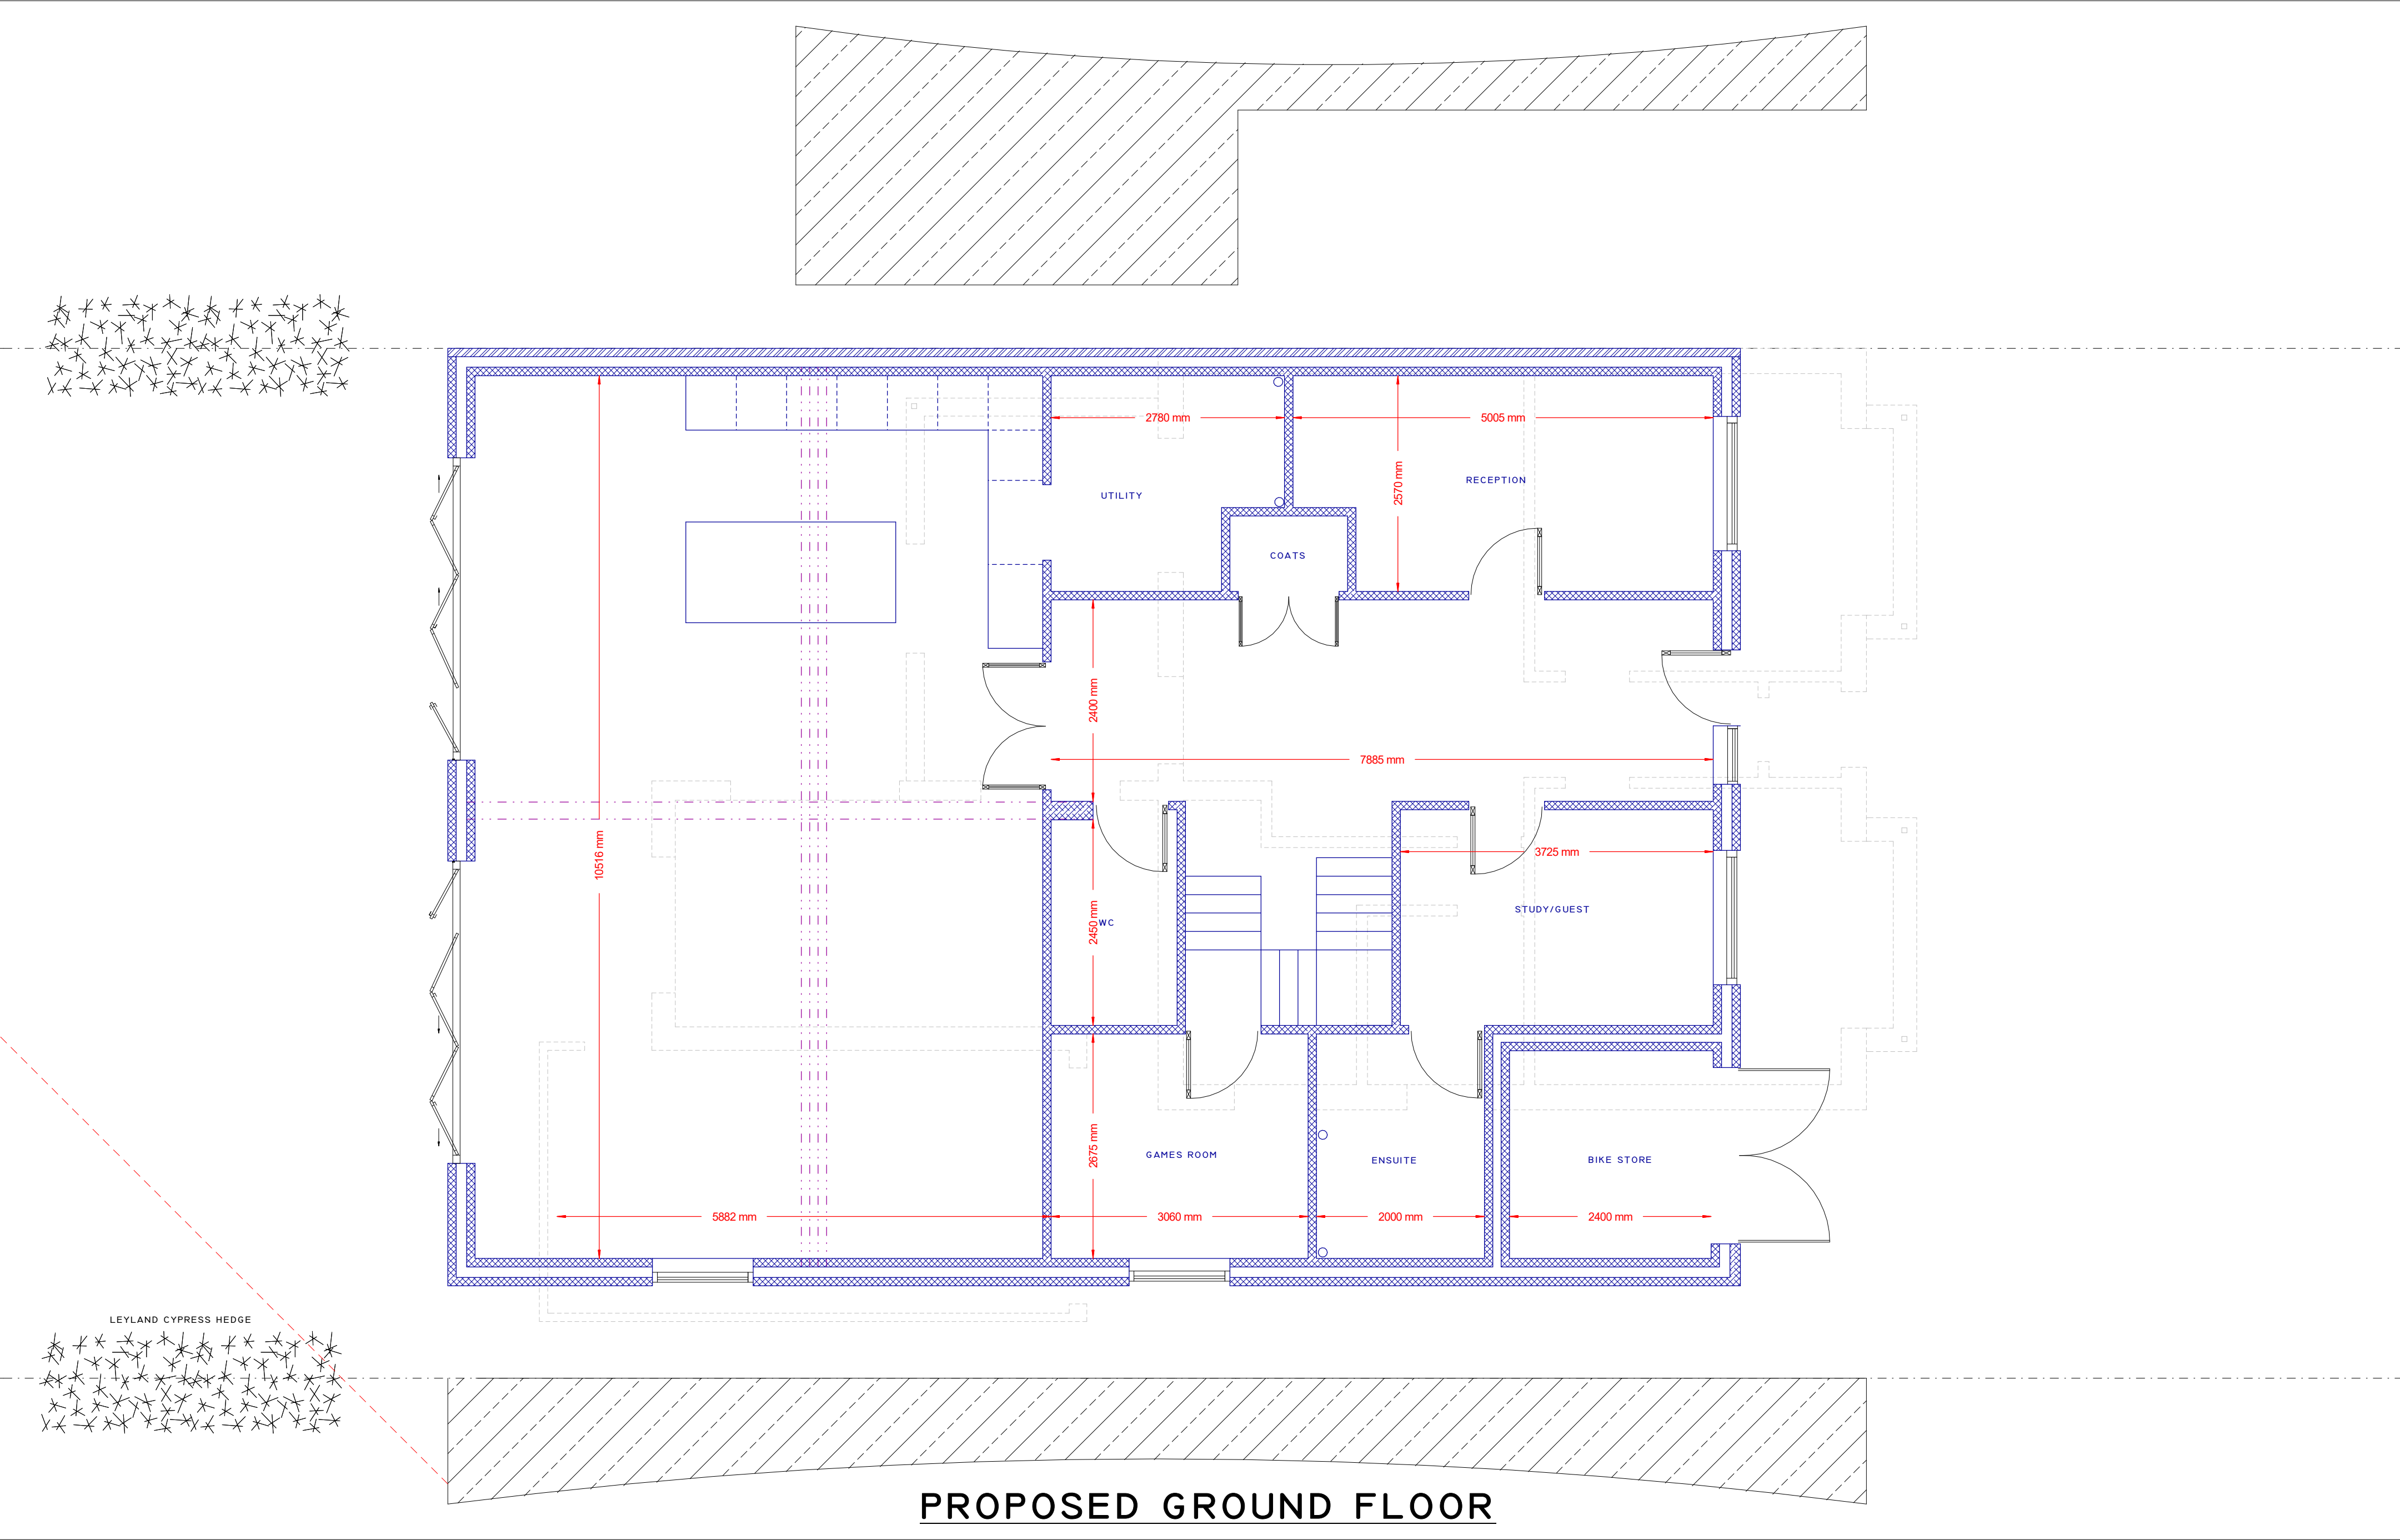 2780 mm
5005 mm
2570 mm
RECEPTION
UTILITY
COATS
2400 mm
7885 mm
10516 mm
3725 mm
2450 mm
WC
STUDY/GUEST
2675 mm
GAMES ROOM
ENSUITE
BIKE STORE
5882 mm
3060 mm
2000 mm
2400 mm
LEYLAND CYPRESS HEDGE
PROPOSED GROUND FLOOR